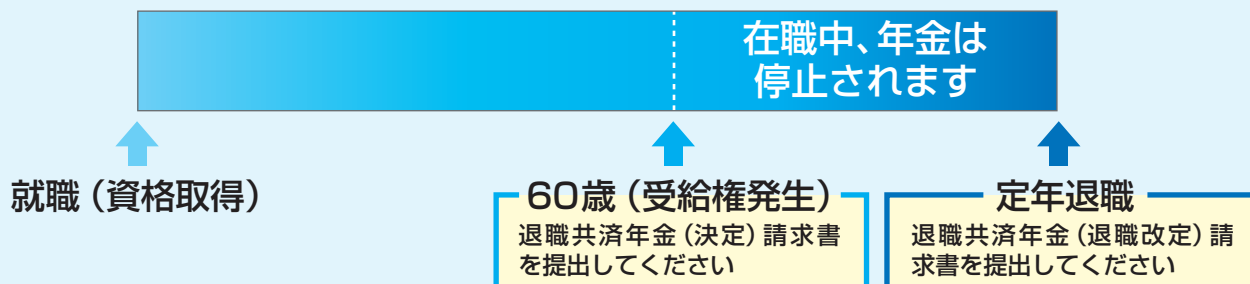 在職中、年金は
停止されます
就職（資格取得）
60歳（受給権発生）
退職共済年金（決定）請求書
を提出してください
定年退職
退職共済年金（退職改定）請
求書を提出してください